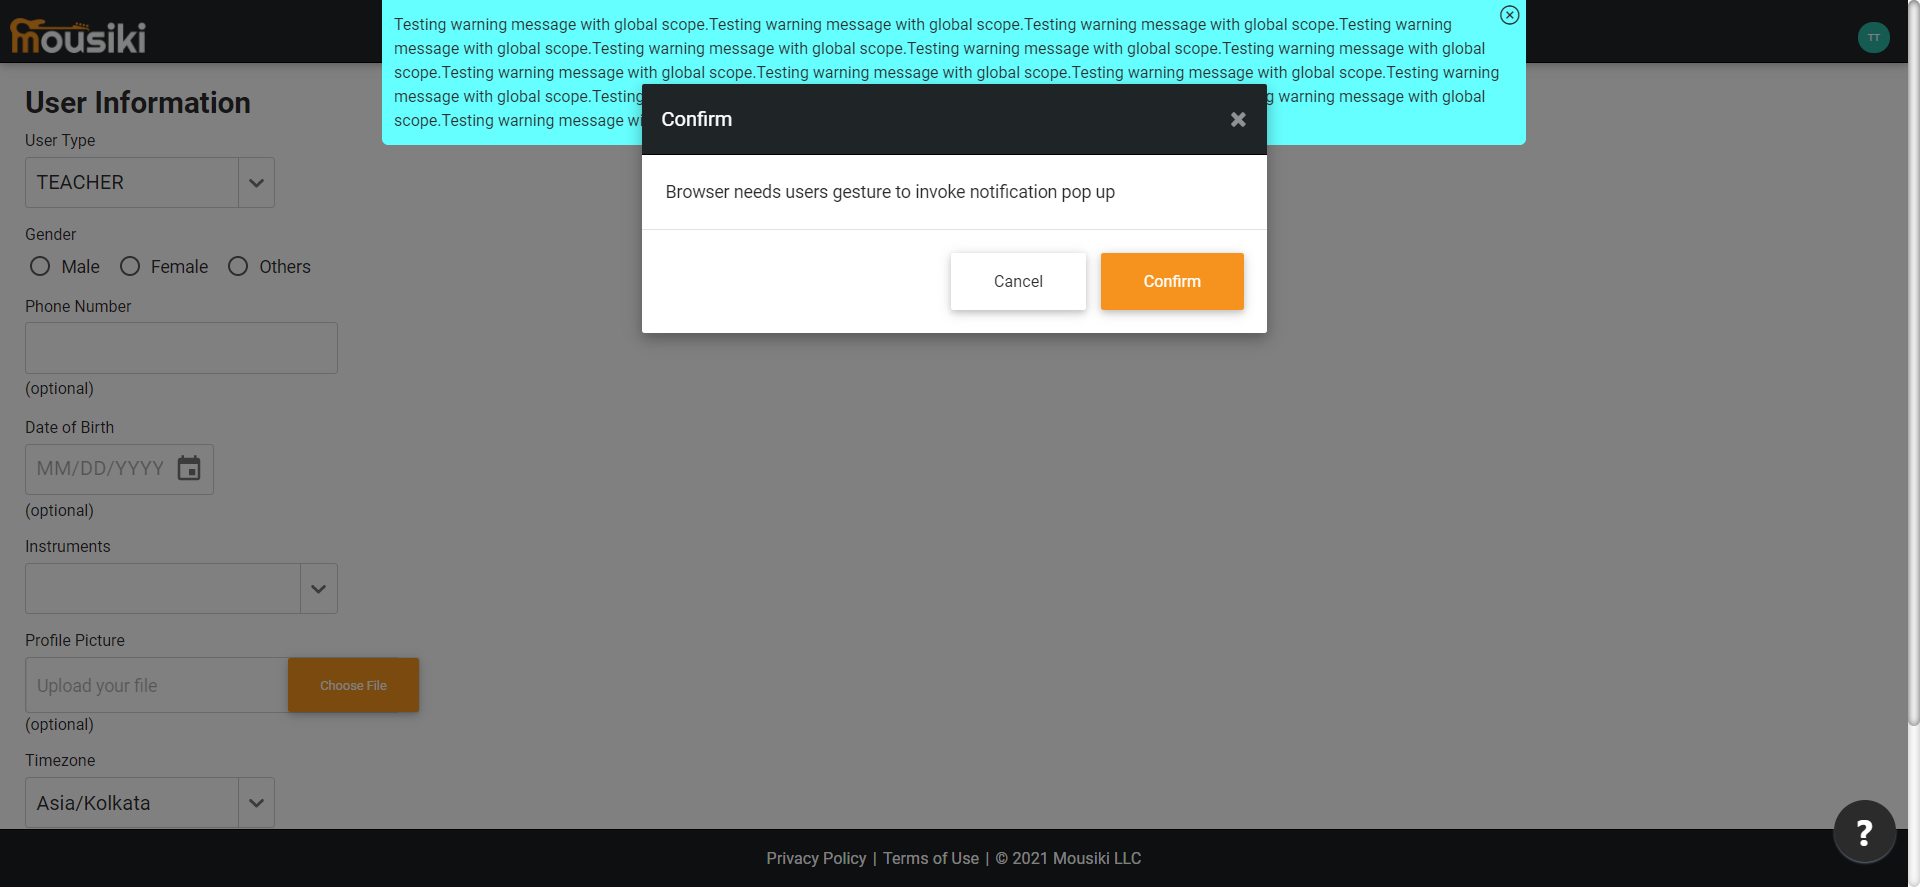 mousiki
Testing warning message with global scope.Testing warning message with global scope.Testing warning message with global scope.Testing warning
message with global scope.Testing warning message with global scope.Testing warning message with global scope.Testing warning message with global
scope.Testing warning message with global scope.Testing warning message with global scope.Testing warning message with global scope.Testing warning
message with global scope.Testing g warning message with global
scope.Testing warning message wi
TT
User Information
User Type
TEACHER
Gender
Male Female Others
Phone Number
(optional)
Date of Birth
MM/DD/YYYY
(optional)
Instruments
Profile Picture
Upload your file Choose File
(optional)
Timezone
Asia/Kolkata
Confirm
Browser needs users gesture to invoke notification pop up
Cancel Confirm
?
Privacy Policy | Terms of Use | © 2021 Mousiki LLC